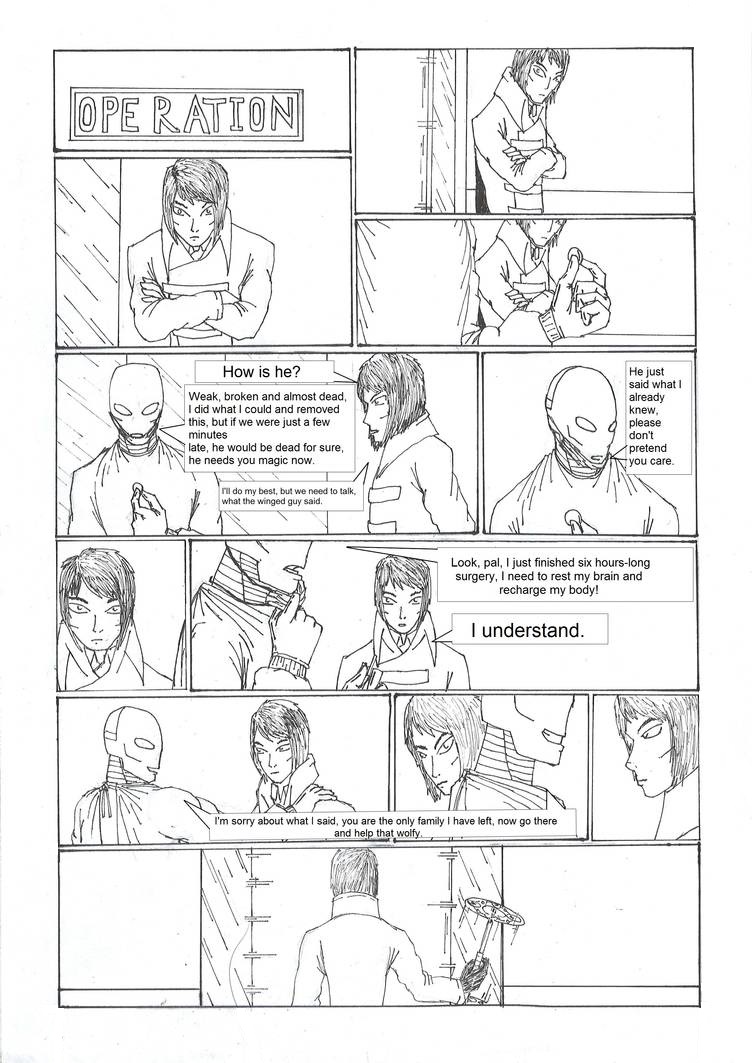 OPERATION
How is he?
Weak, broken and almost dead,
I did what I could and removed
this, but if we were just a few
minutes
late, he would be dead for sure,
he needs you magic now.
I'll do my best, but we need to talk,
what the winged guy said.
He just
said what I
already
knew,
please
don't
pretend
you care.
Look, pal, I just finished six hours-long
surgery, I need to rest my brain and
recharge my body!
I understand.
I'm sorry about what I said, you are the only family I have left, now go there
and help that wolfy.